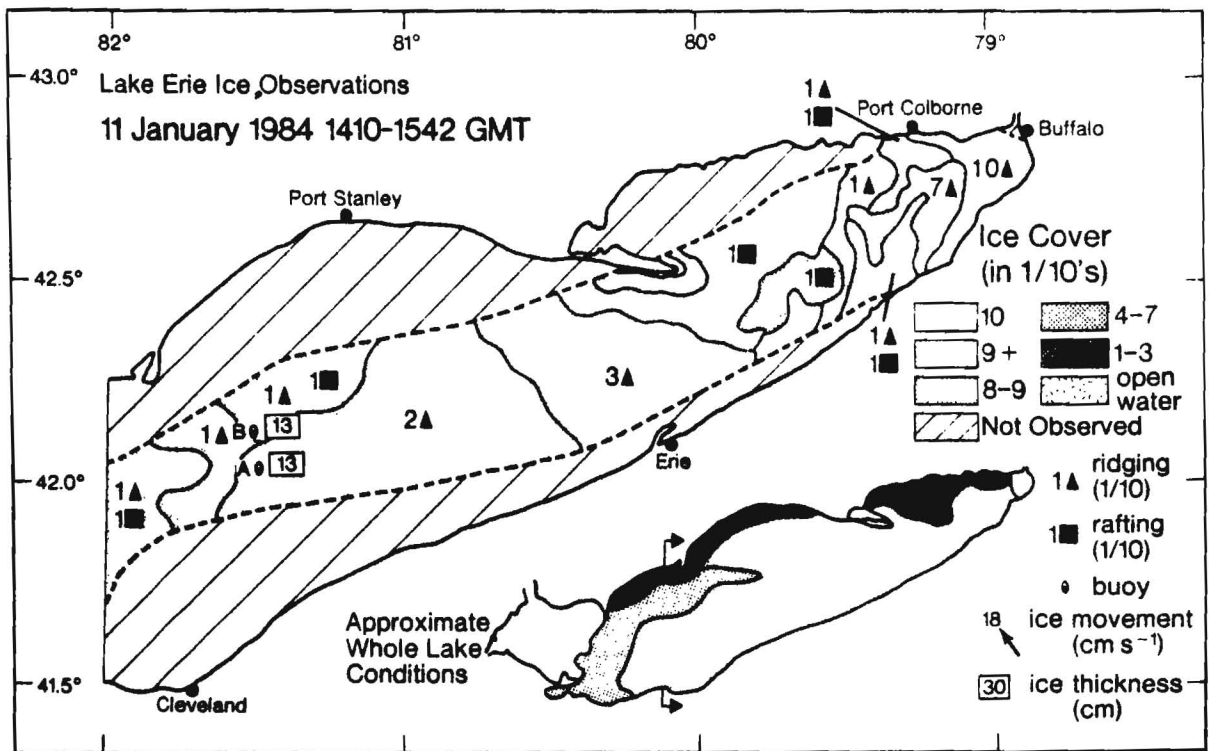 82° 81° 80° 79°
43.0°
Lake Erie Ice Observations
11 January 1984 1410-1542 GMT
1
1
Port Colborne
Buffalo
Port Stanley
1
7
10
1
1
42.5°
Ice Cover
(in 1/10's)
10
4-7
9 +
1-3
8-9
open
water
Not Observed
1
1
3
1
1
2
1
B
13
A
13
42.0°
Erie
1
1
1
ridging
(1/10)
1
rafting
(1/10)
buoy
18
ice movement
(cm s⁻¹)
30
ice thickness
(cm)
Approximate
Whole Lake
Conditions
41.5°
Cleveland